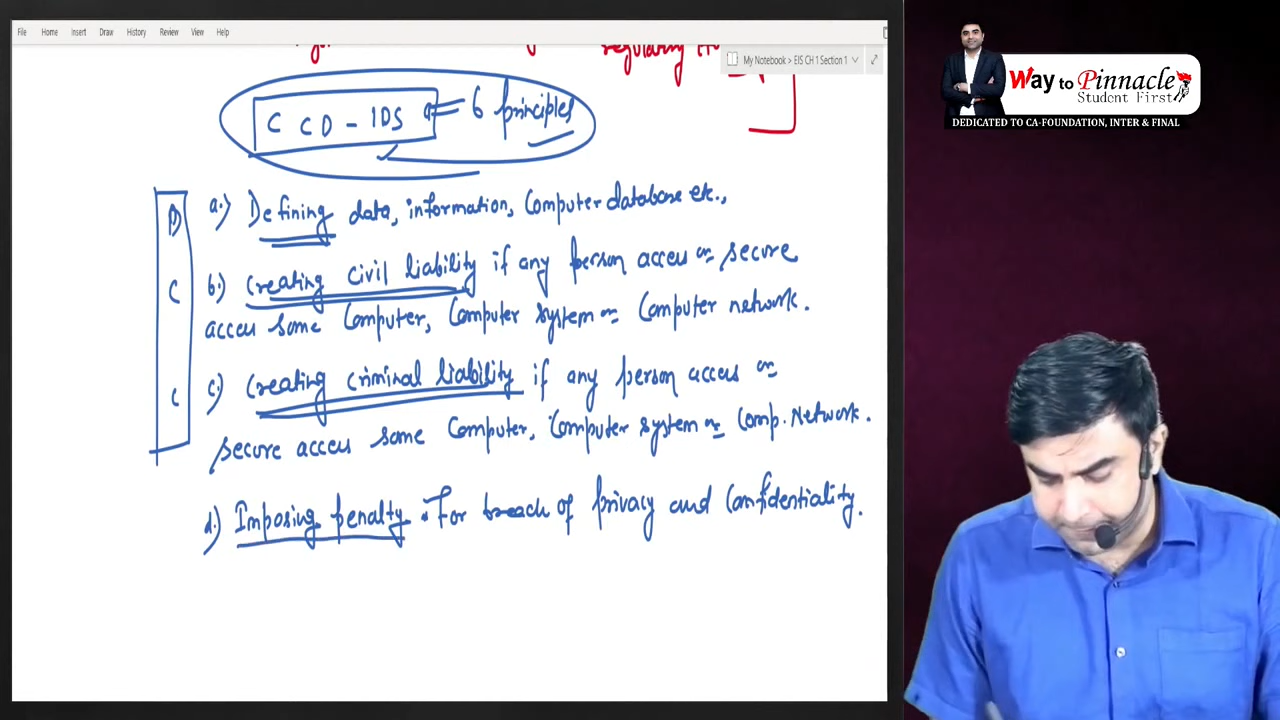 File Home Insert Draw History Review View Help
regulating
My Notebook > EIS CH 1 Section 1
C CD - IDS = 6 principles
D a.) Defining data, information, Computer database etc.,
C b.) Creating civil liability if any person access or secure
access some Computer, Computer system or Computer network.
C c.) Creating criminal liability if any person access or
secure access some Computer, Computer system or Comp. Network.
d.) Imposing penalty. For breach of privacy and Confidentiality.
Way to Pinnacle
Student First
DEDICATED TO CA-FOUNDATION, INTER & FINAL